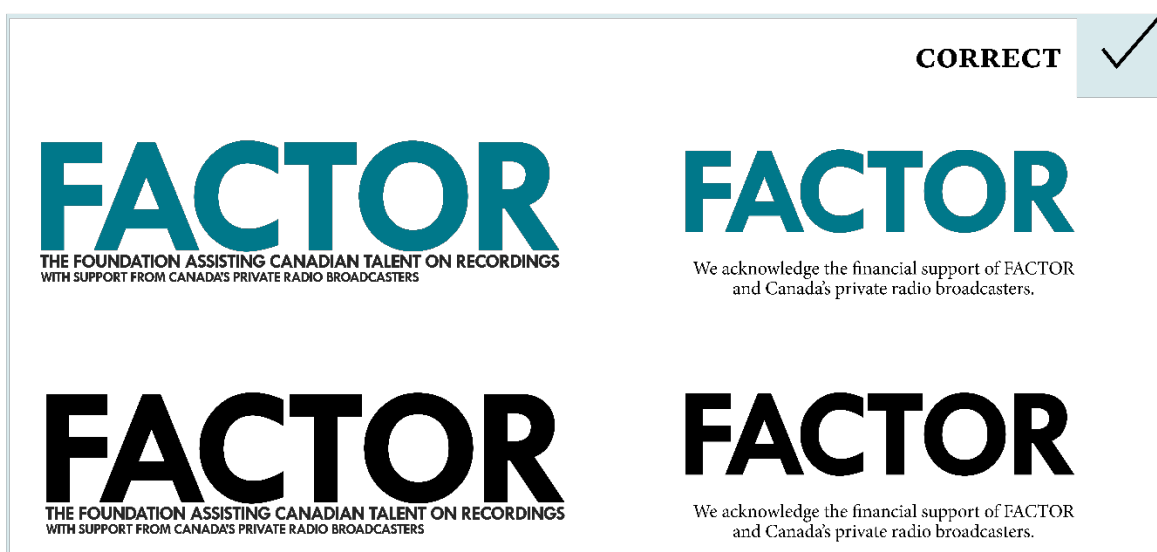 CORRECT
FACTOR
THE FOUNDATION ASSISTING CANADIAN TALENT ON RECORDINGS
WITH SUPPORT FROM CANADA'S PRIVATE RADIO BROADCASTERS
FACTOR
We acknowledge the financial support of FACTOR
and Canada's private radio broadcasters.
FACTOR
THE FOUNDATION ASSISTING CANADIAN TALENT ON RECORDINGS
WITH SUPPORT FROM CANADA'S PRIVATE RADIO BROADCASTERS
FACTOR
We acknowledge the financial support of FACTOR
and Canada's private radio broadcasters.